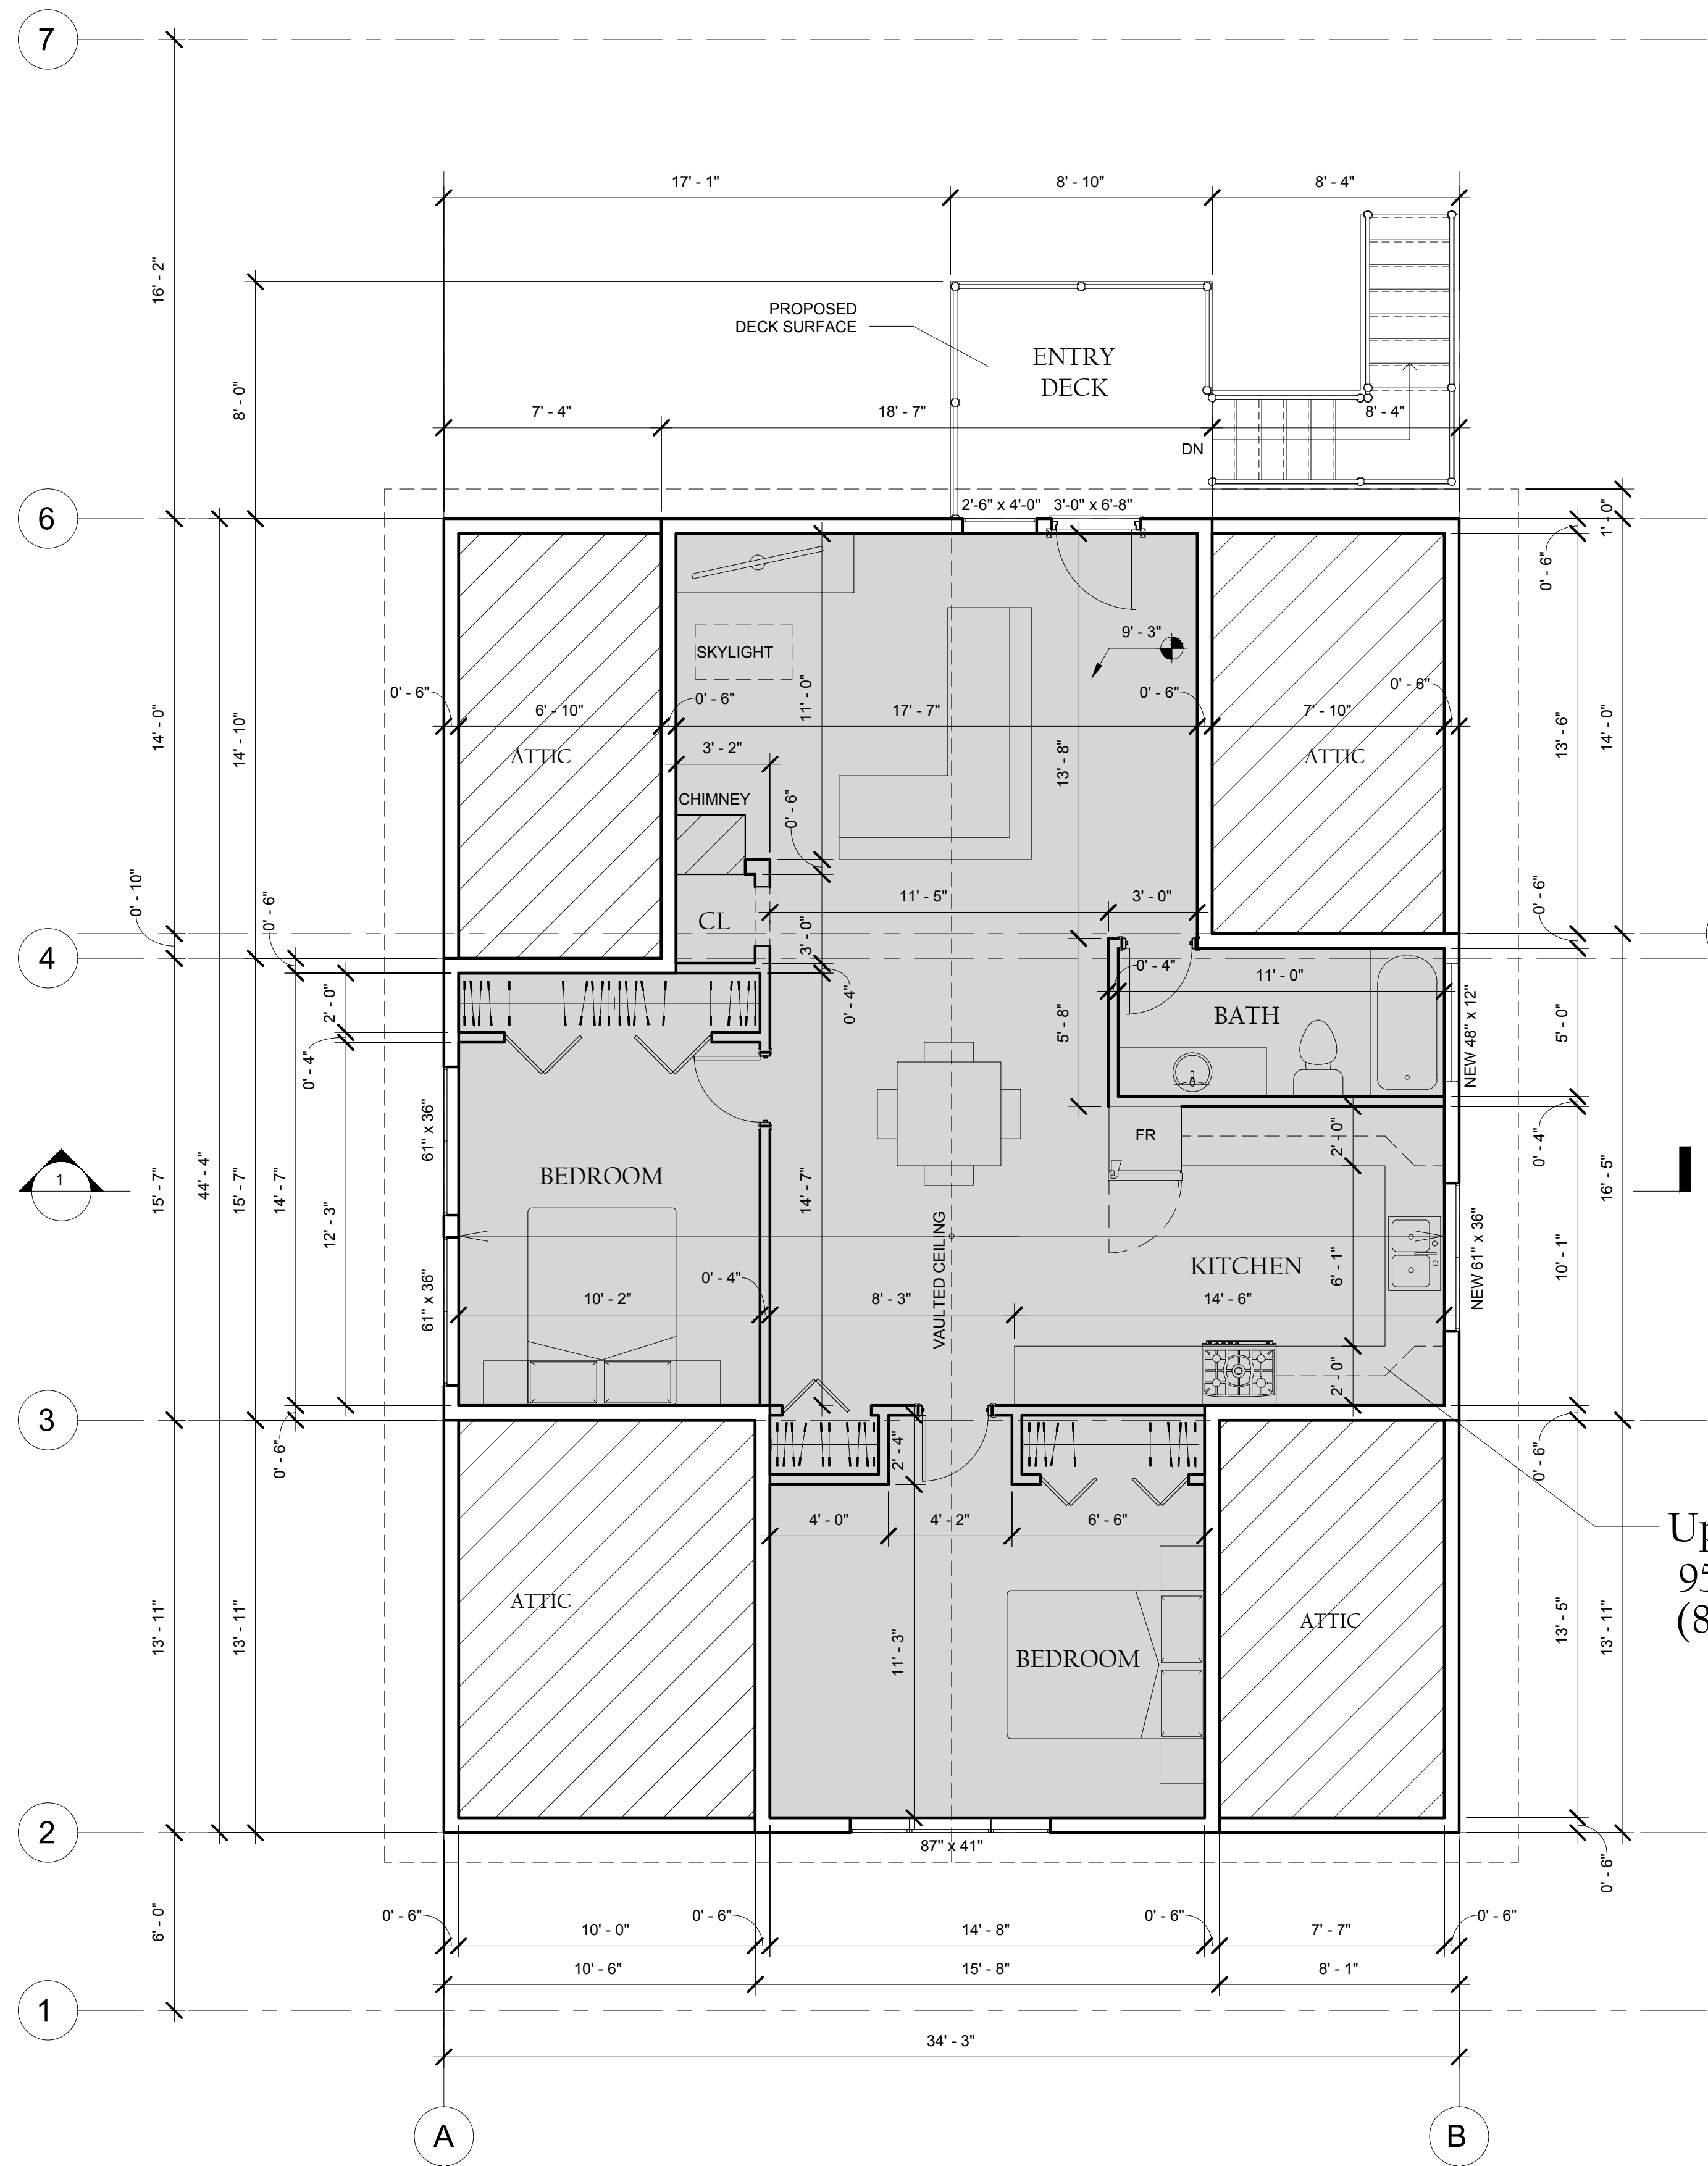 7
17' - 1"
8' - 10"
8' - 4"
16' - 2"
8' - 0"
PROPOSED
DECK SURFACE
ENTRY
DECK
7' - 4"
18' - 7"
8' - 4"
DN
2'-6" x 4'-0"
3'-0" x 6'-8"
6
1' - 0"
0' - 6"
SKYLIGHT
9' - 3"
11' - 0"
0' - 6"
6' - 10"
0' - 6"
17' - 7"
0' - 6"
7' - 10"
0' - 6"
14' - 0"
14' - 10"
13' - 6"
14' - 0"
ATTIC
3' - 2"
13' - 8"
ATTIC
CHIMNEY
0' - 6"
0' - 10"
0' - 6"
CL
11' - 5"
3' - 0"
3' - 0"
0' - 6"
4
0' - 4"
2' - 0"
0' - 4"
0' - 4"
11' - 0"
BATH
5' - 8"
5' - 0"
NEW 48" x 12"
61" x 36"
FR
2' - 0"
0' - 4"
1
BEDROOM
15' - 7"
44' - 4"
15' - 7"
14' - 7"
12' - 3"
14' - 7"
16' - 5"
VAULTED CEILING
KITCHEN
6' - 1"
10' - 1"
NEW 61" x 36"
61" x 36"
0' - 4"
10' - 2"
8' - 3"
14' - 6"
2' - 0"
3
0' - 6"
2' - 4"
0' - 6"
4' - 0"
4' - 2"
6' - 6"
Up
95
(8
ATTIC
ATTIC
13' - 11"
13' - 11"
11' - 3"
BEDROOM
13' - 5"
13' - 11"
2
87" x 41"
0' - 6"
6' - 0"
0' - 6"
10' - 0"
0' - 6"
14' - 8"
0' - 6"
7' - 7"
0' - 6"
10' - 6"
15' - 8"
8' - 1"
1
34' - 3"
A
B